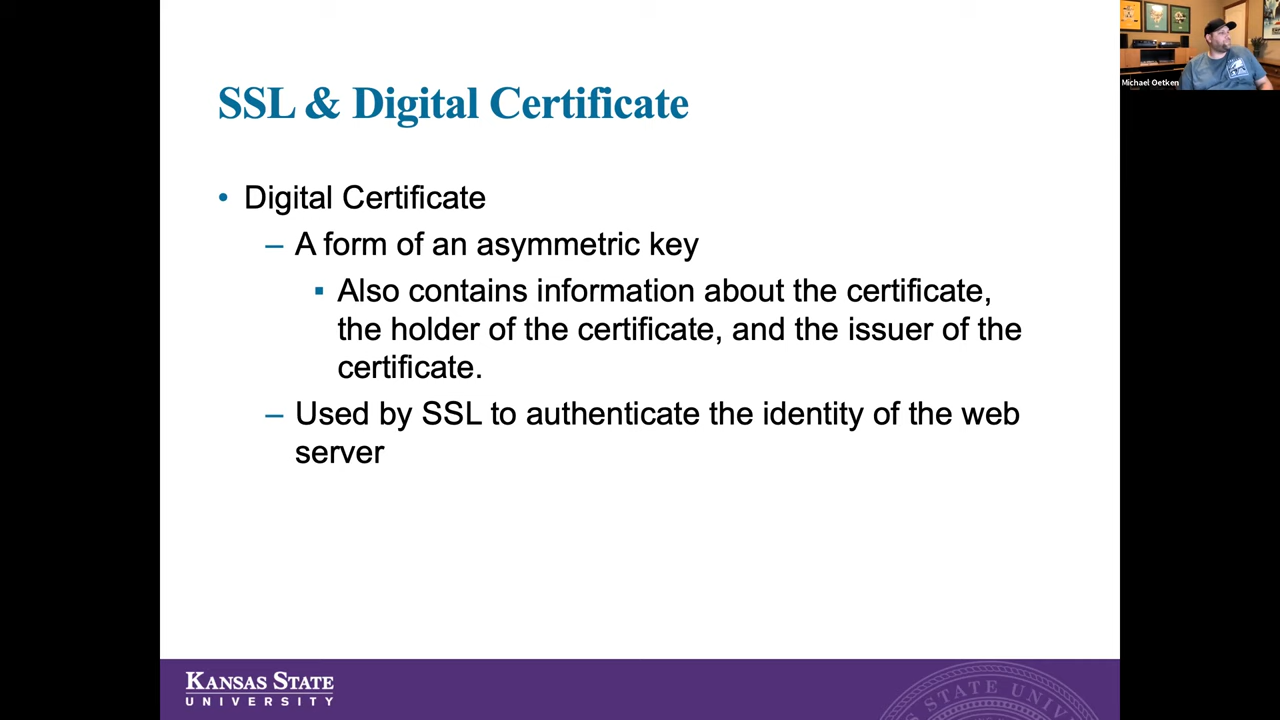 SSL & Digital Certificate
• Digital Certificate
– A form of an asymmetric key
▪ Also contains information about the certificate,
the holder of the certificate, and the issuer of the
certificate.
– Used by SSL to authenticate the identity of the web
server
Michael Oetken
KANSAS STATE
UNIVERSITY
STATE UNIV